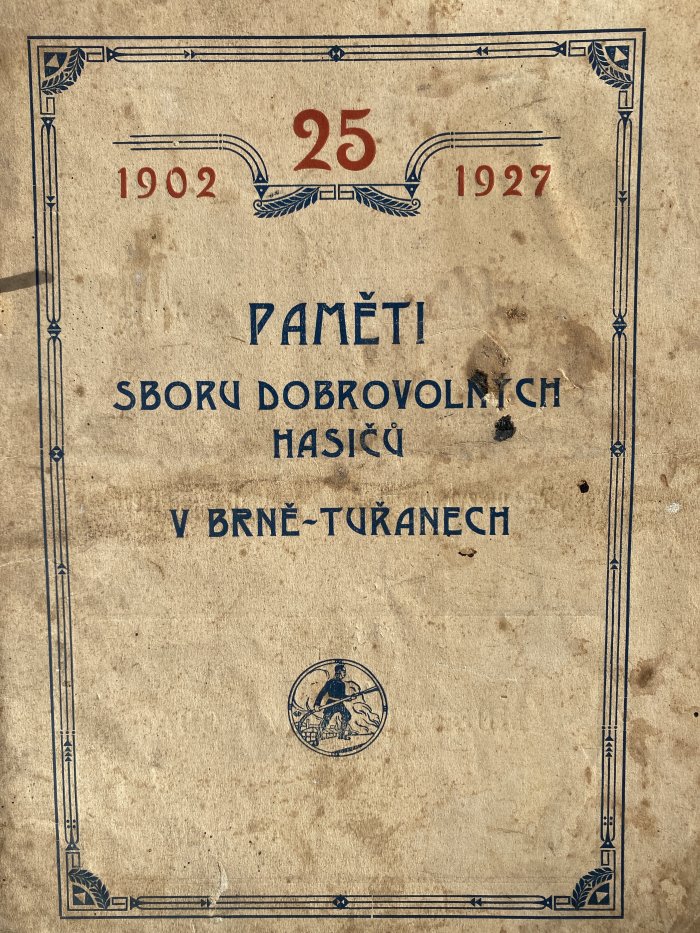 25
1902 1927
PAMĚTI
SBORU DOBROVOLNÝCH
HASIČŮ
V BRNĚ-TUŘANECH